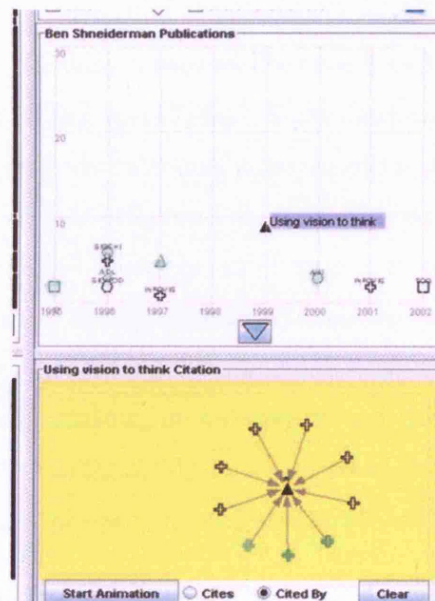 Ben Shneiderman Publications
30
20
10
Using vision to think
1995 1996 1997 1998 1999 2000 2001 2002
Using vision to think Citation
Start Animation Cites Cited By Clear